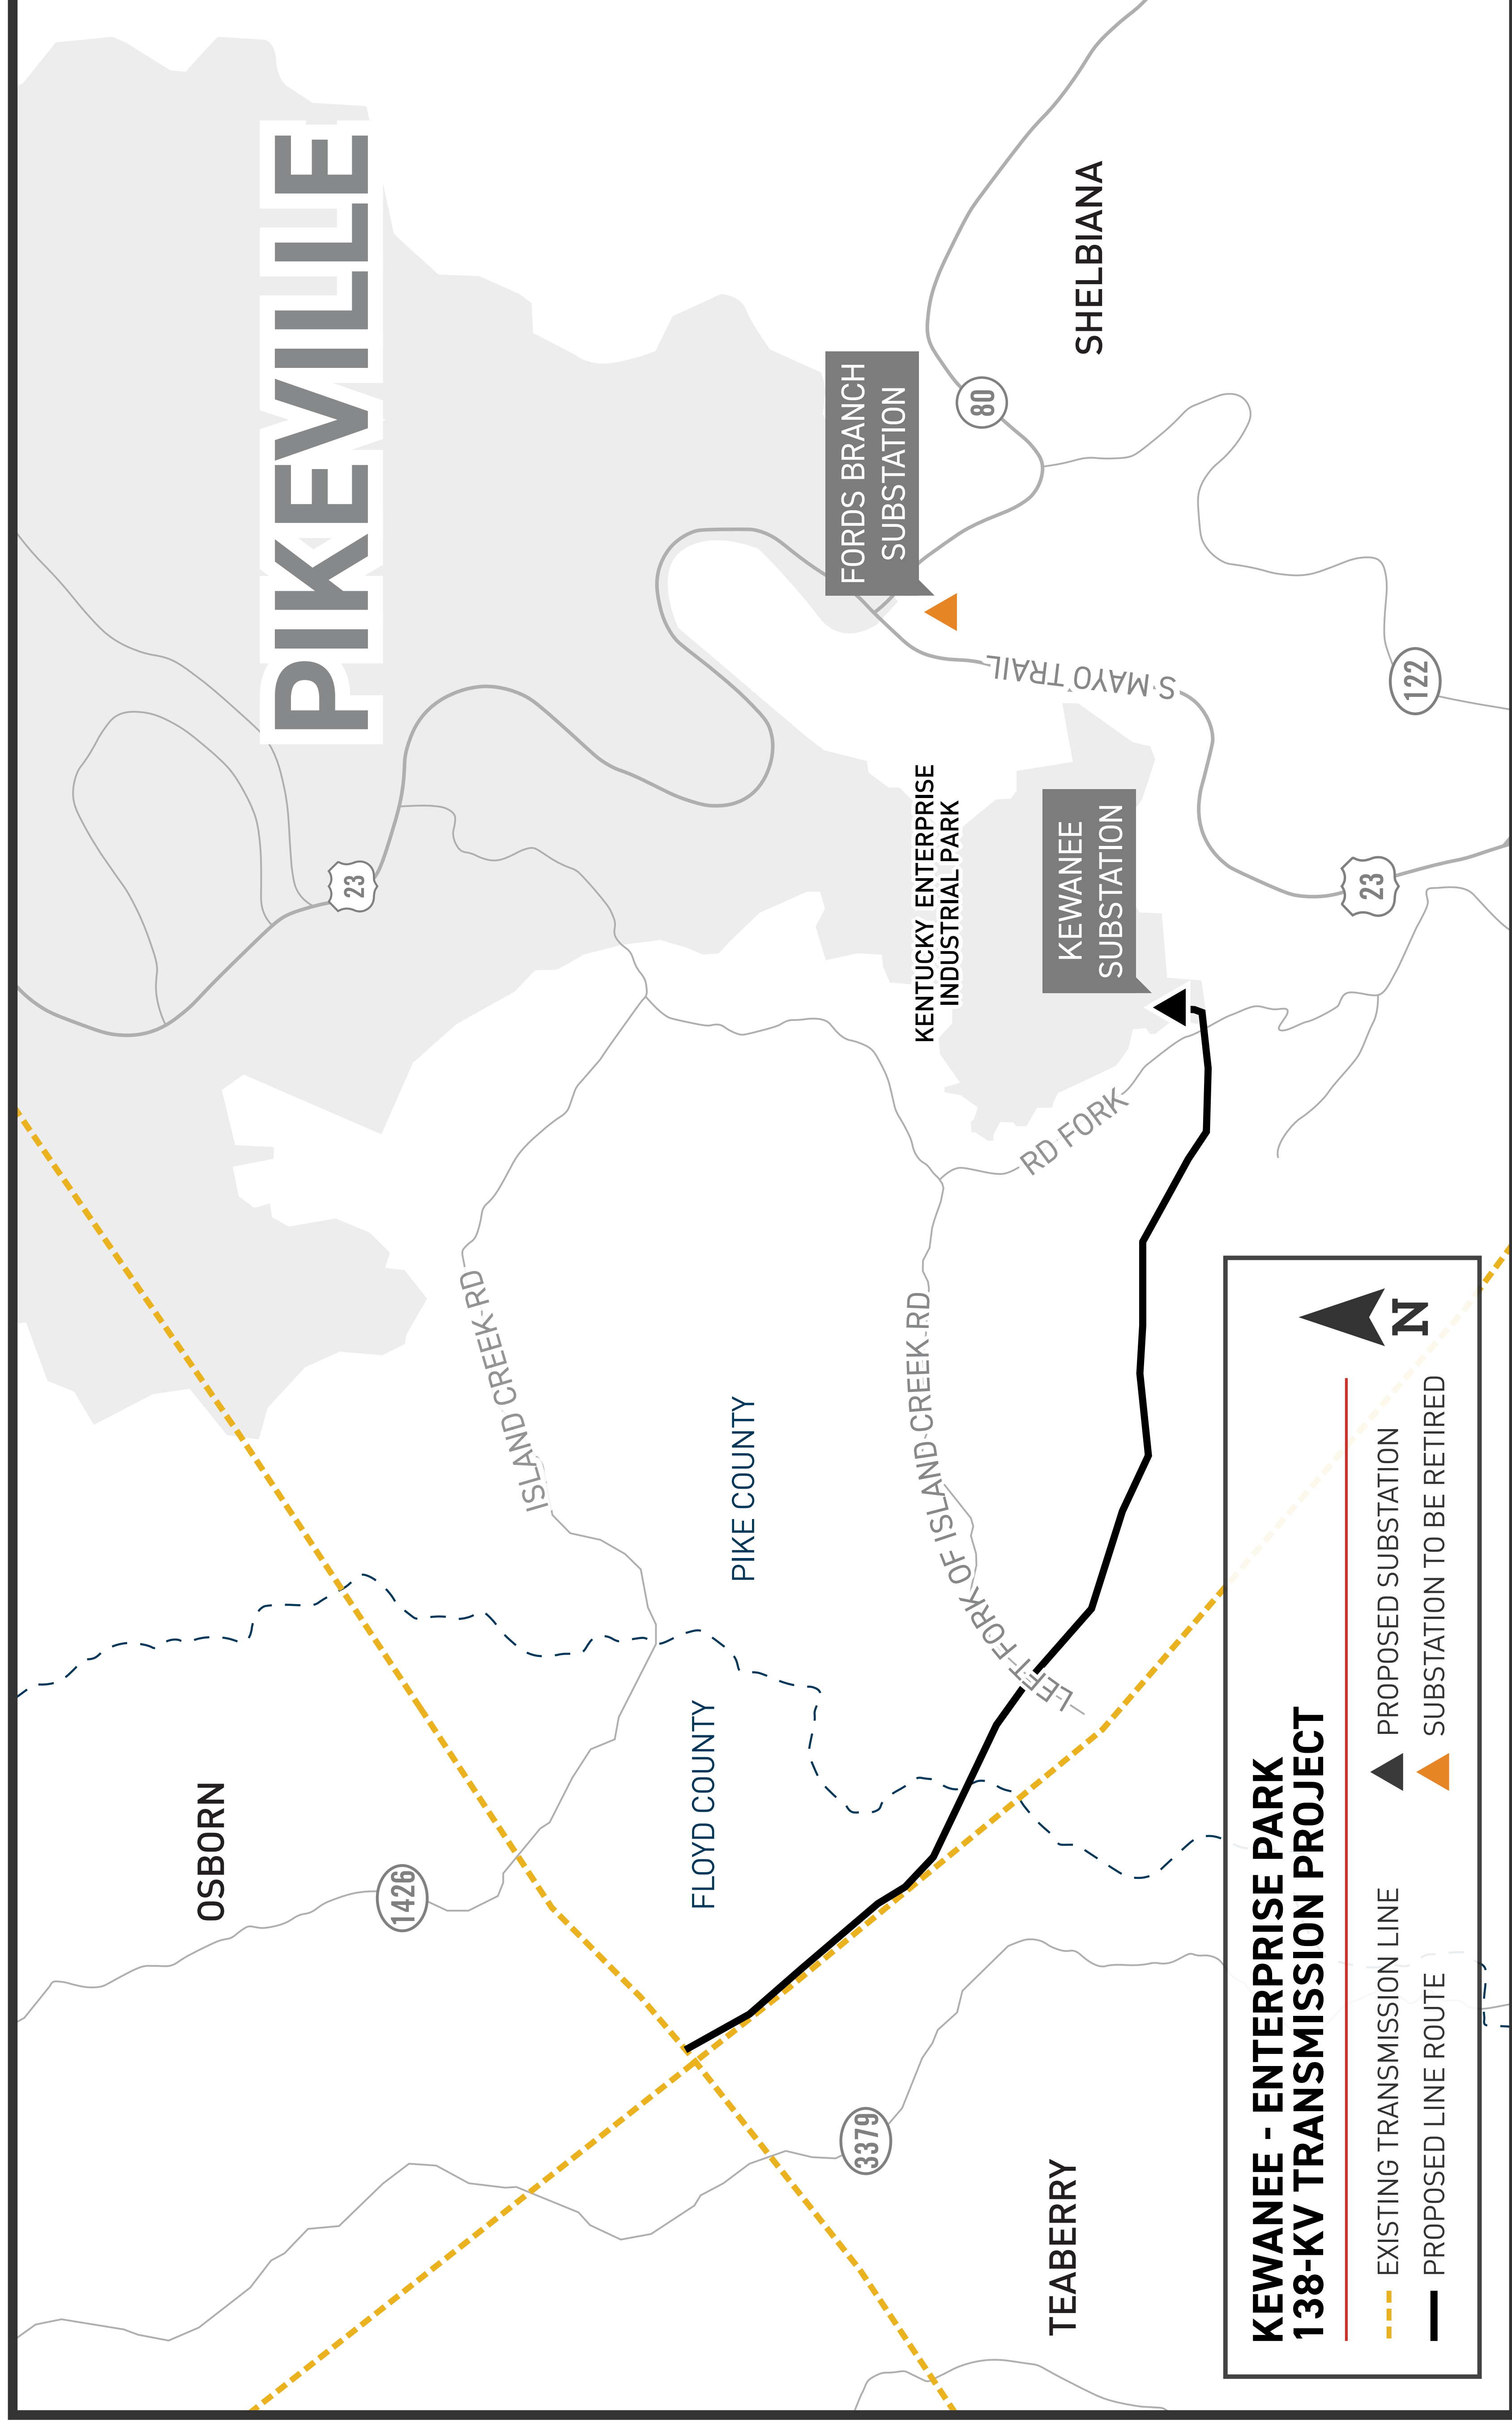 PIKEVILLE
23
OSBORN
1426
ISLAND CREEK RD
PIKE COUNTY
FLOYD COUNTY
FORDS BRANCH
SUBSTATION
80
SHELBIANA
S MAYO TRAIL
KENTUCKY ENTERPRISE
INDUSTRIAL PARK
KEWANEE
SUBSTATION
3379
LEFT FORK OF ISLAND CREEK RD
RD FORK
TEABERRY
23
122
KEWANEE - ENTERPRISE PARK
138-KV TRANSMISSION PROJECT
EXISTING TRANSMISSION LINE
PROPOSED LINE ROUTE
PROPOSED SUBSTATION
SUBSTATION TO BE RETIRED
N